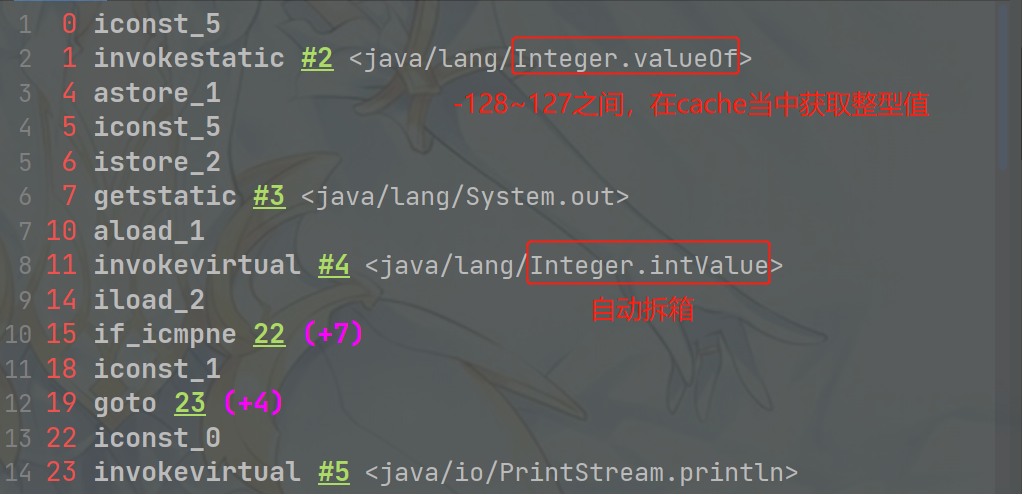 1 0 iconst_5
2 1 invokestatic #2 <java/lang/Integer.valueOf>
3 4 astore_1
-128~127之间，在cache当中获取整型值
4 5 iconst_5
5 6 istore_2
6 7 getstatic #3 <java/lang/System.out>
7 10 aload_1
8 11 invokevirtual #4 <java/lang/Integer.intValue>
9 14 iload_2
自动拆箱
10 15 if_icmpne 22 (+7)
11 18 iconst_1
12 19 goto 23 (+4)
13 22 iconst_0
14 23 invokevirtual #5 <java/io/PrintStream.println>